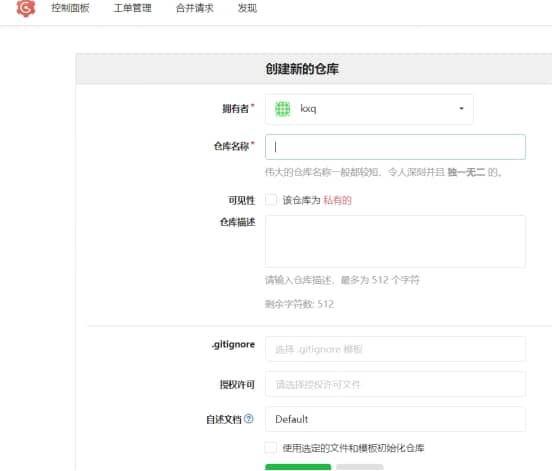 控制面板 工单管理 合并请求 发现
创建新的仓库
拥有者*
kxq
仓库名称*
伟大的仓库名称一般都较短、令人深刻并且 独一无二 的。
可见性 该仓库为 私有的
仓库描述
请输入仓库描述，最多为 512 个字符
剩余字符数: 512
.gitignore 选择 .gitignore 模板
授权许可 请选择授权许可文件
自述文档 Default
使用选定的文件和模板初始化仓库